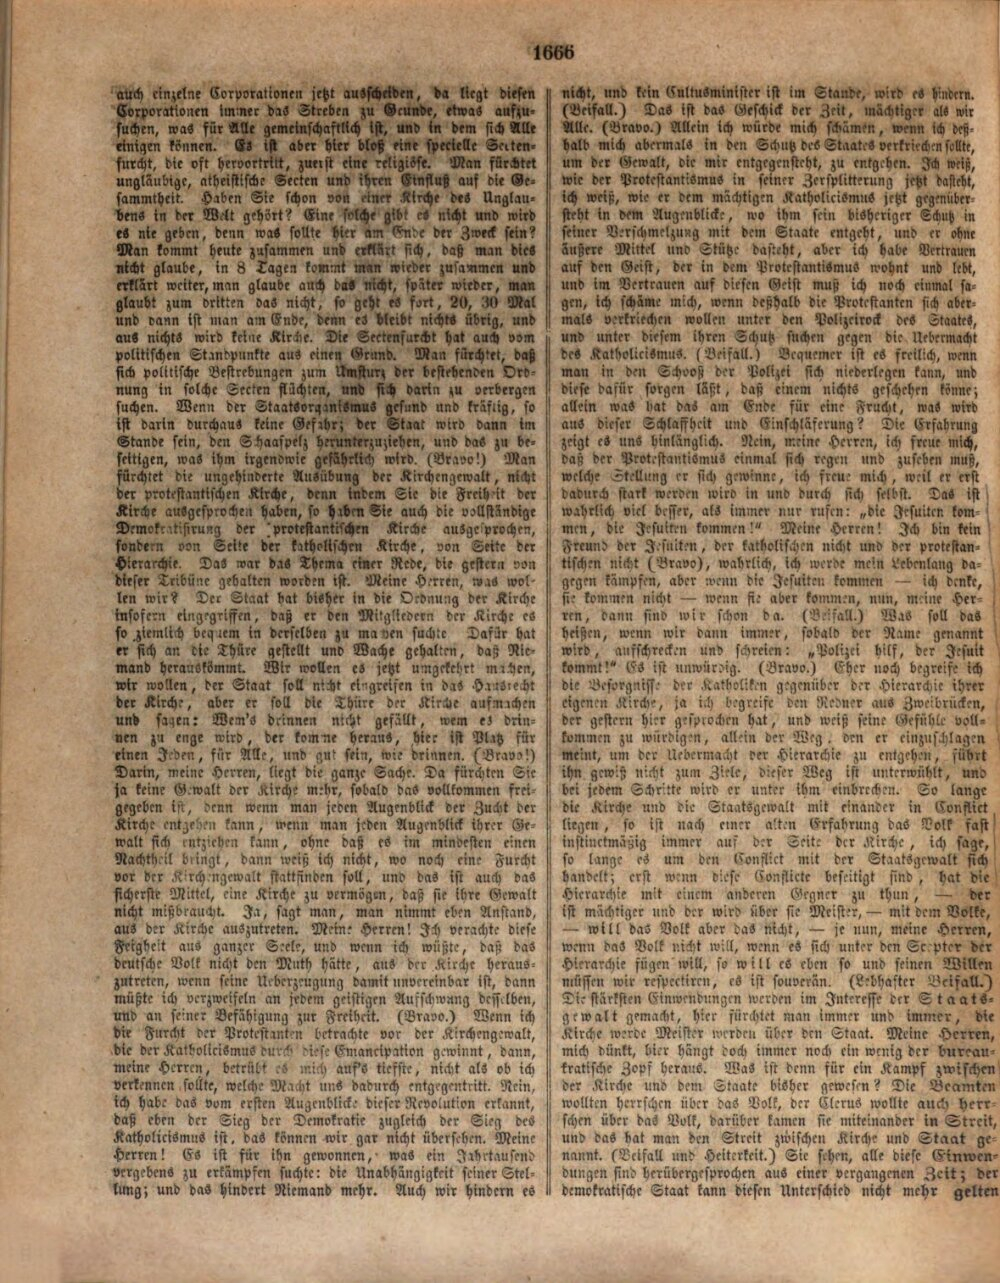 1666
auch einzelne Corporationen jetzt ausscheiden, da liegt diesen
Corporationen immer das Streben zu Grunde, etwas aufzu-
suchen, was für Alle gemeinschaftlich ist, und in dem sich Alle
einigen können. Es ist aber hier bloß eine specielle Secten-
furcht, die oft hervortritt, zuerst eine religiöse. Man fürchtet
ungläubige, atheistische Secten und ihren Einfluß auf die Ge-
sammtheit. Haben Sie schon von einer Kirche des Unglau-
bens in der Welt gehört? Eine solche gibt es nicht und wird
es nie geben, denn was sollte hier am Ende der Zweck sein?
Man kommt heute zusammen und erklärt sich, daß man dies
nicht glaube, in 8 Tagen kommt man wieder zusammen und
erklärt weiter, man glaube auch das nicht, später wieder, man
glaubt zum dritten das nicht, so geht es fort, 20, 30 Mal
und dann ist man am Ende, denn es bleibt nichts übrig, und
aus nichts wird keine Kirche. Die Sectenfurcht hat auch vom
politischen Standpunkte aus einen Grund. Man fürchtet, daß
sich politische Bestrebungen zum Umsturz der bestehenden Ord-
nung in solche Secten flüchten, und sich darin zu verbergen
suchen. Wenn der Staatsorganismus gesund und kräftig, so
ist darin durchaus keine Gefahr; der Staat wird dann im
Stande sein, den Schaafspelz herunterzuziehen, und das zu be-
seitigen, was ihm irgendwie gefährlich wird. (Bravo!) Man
fürchtet die ungehinderte Ausübung der Kirchengewalt, nicht
der protestantischen Kirche, denn indem Sie die Freiheit der
Kirche ausgesprochen haben, so haben Sie auch die vollständige
Demokratisirung der protestantischen Kirche ausgesprochen,
sondern von Seite der katholischen Kirche, von Seite der
Hierarchie. Das war das Thema einer Rede, die gestern von
dieser Tribüne gehalten worden ist. Meine Herren, was wol-
len wir? Der Staat hat bisher in die Ordnung der Kirche
insofern eingegriffen, daß er den Mitgliedern der Kirche es
so ziemlich bequem in derselben zu machen suchte Dafür hat
er sich an die Thüre gestellt und Wache gehalten, daß Nie-
mand herauskömmt. Wir wollen es jetzt umgekehrt machen,
wir wollen, der Staat soll nicht eingreifen in das Hausrecht
der Kirche, aber er soll die Thüre der Kirche aufmachen
und sagen: Wem's drinnen nicht gefällt, wem es drin-
nen zu enge wird, der komme heraus, hier ist Platz für
einen Jeden, für Alle, und gut sein, wie drinnen. (Bravo!)
Darin, meine Herren, liegt die ganze Sache. Da fürchten Sie
ja keine Gewalt der Kirche mehr, sobald das vollkommen frei-
gegeben ist, denn wenn man jeden Augenblick der Zucht der
Kirche entgehen kann, wenn man jeden Augenblick ihrer Ge-
walt sich entziehen kann, ohne daß es im mindesten einen
Nachtheil bringt, dann weiß ich nicht, wo noch eine Furcht
vor der Kirchengewalt stattfinden soll, und das ist auch das
sicherste Mittel, eine Kirche zu vermögen, daß sie ihre Gewalt
nicht mißbraucht. Ja, sagt man, man nimmt eben Anstand,
aus der Kirche auszutreten. Meine Herren! Ich verachte diese
Feigheit aus ganzer Seele, und wenn ich wüßte, daß das
deutsche Volk nicht den Muth hätte, aus der Kirche heraus-
zutreten, wenn seine Ueberzeugung damit unvereinbar ist, dann
müßte ich verzweifeln an jedem geistigen Aufschwung desselben,
und an seiner Befähigung zur Freiheit. (Bravo.) Wenn ich
die Furcht der Protestanten betrachte vor der Kirchengewalt,
die der Katholicismus durch diese Emancipation gewinnt, dann,
meine Herren, betrübt es mich auf's tiefste, nicht als ob ich
verkennen sollte, welche Macht uns dadurch entgegentritt. Nein,
ich habe das vom ersten Augenblicke dieser Revolution erkannt,
daß eben der Sieg der Demokratie zugleich der Sieg des
Katholicismus ist, das können wir gar nicht übersehen. Meine
Herren! Es ist für ihn gewonnen, was ein Jahrtausend
vergebens zu erkämpfen suchte: die Unabhängigkeit seiner Stel-
lung; und das hindert Niemand mehr. Auch wir hindern es
nicht, und kein Cultusminister ist im Stande, wird es hindern.
(Beifall.) Das ist das Geschick der Zeit, mächtiger als wir
Alle. (Bravo.) Allein ich würde mich schämen, wenn ich deß-
halb mich abermals in den Schutz des Staates verkriechen sollte,
um der Gewalt, die mir entgegensteht, zu entgehen. Ich weiß,
wie der Protestantismus in seiner Zersplitterung jetzt dasteht,
ich weiß, wie er dem mächtigen Katholicismus jetzt gegenüber-
steht in dem Augenblicke, wo ihm sein bisheriger Schutz in
seiner Verschmelzung mit dem Staate entgeht, und er ohne
äußere Mittel und Stütze dasteht, aber ich habe Vertrauen
auf den Geist, der in dem Protestantismus wohnt und lebt,
und im Vertrauen auf diesen Geist muß ich noch einmal sa-
gen, ich schäme mich, wenn deßhalb die Protestanten sich aber-
mals verkriechen wollen unter den Polizeirock des Staates,
und unter diesem ihren Schutz suchen gegen die Uebermacht
des Katholicismus. (Beifall.) Bequemer ist es freilich, wenn
man in den Schooß der Polizei sich niederlegen kann, und
diese dafür sorgen läßt, daß einem nichts geschehen könne;
allein was hat das am Ende für eine Frucht, was wird
aus dieser Schlaffheit und Einschläferung? Die Erfahrung
zeigt es uns hinlänglich. Nein, meine Herren, ich freue mich,
daß der Protestantismus einmal sich regen und zusehen muß,
welche Stellung er sich gewinne, ich freue mich, weil er erst
dadurch stark werden wird in und durch sich selbst. Das ist
wahrlich viel besser, als immer nur rufen: „die Jesuiten kom-
men, die Jesuiten kommen!" Meine Herren! Ich bin kein
Freund der Jesuiten, der katholischen nicht und der protestan-
tischen nicht (Bravo), wahrlich, ich werde mein Lebenlang da-
gegen kämpfen, aber wenn die Jesuiten kommen — ich denke,
sie kommen nicht — wenn sie aber kommen, nun, meine Her-
ren, dann sind wir schon da. (Beifall.) Was soll das
heißen, wenn wir dann immer, sobald der Name genannt
wird, aufschrecken und schreien: „Polizei hilf, der Jesuit
kommt!" Es ist unwürdig. (Bravo.) Eher noch begreife ich
die Besorgnisse der Katholiken gegenüber der Hierarchie ihrer
eigenen Kirche, ja ich begreife den Redner aus Zweibrücken,
der gestern hier gesprochen hat, und weiß seine Gefühle voll-
kommen zu würdigen, allein der Weg, den er einzuschlagen
meint, um der Uebermacht der Hierarchie zu entgehen, führt
ihn gewiß nicht zum Ziele, dieser Weg ist unterwühlt, und
bei jedem Schritte wird er unter ihm einbrechen. So lange
die Kirche und die Staatsgewalt mit einander in Conflict
liegen, so ist nach einer alten Erfahrung das Volk fast
instinctmäßig immer auf der Seite der Kirche, ich sage,
so lange es um den Conflict mit der Staatsgewalt sich
handelt; erst wenn diese Conflicte beseitigt sind, hat die
Hierarchie mit einem anderen Gegner zu thun, — der
ist mächtiger und der wird über sie Meister, — mit dem Volke,
— will das Volk aber das nicht, — je nun, meine Herren,
wenn das Volk nicht will, wenn es sich unter den Scepter der
Hierarchie fügen will, so will es eben so und seinen Willen
müssen wir respectiren, es ist souverän. (Lebhafter Beifall.)
Die stärksten Einwendungen werden im Interesse der Staats-
gewalt gemacht, hier fürchtet man immer und immer, die
Kirche werde Meister werden über den Staat. Meine Herren,
mich dünkt, hier hängt doch immer noch ein wenig der bureau-
kratische Zopf heraus. Was ist denn für ein Kampf zwischen
der Kirche und dem Staate bisher gewesen? Die Beamten
wollten herrschen über das Volk, der Clerus wollte auch herr-
schen über das Volk, darüber kamen sie miteinander in Streit,
und das hat man den Streit zwischen Kirche und Staat ge-
nannt. (Beifall und Heiterkeit.) Sie sehen, alle diese Einwen-
dungen sind herübergesprochen aus einer vergangenen Zeit; der
demokratische Staat kann diesen Unterschied nicht mehr gelten